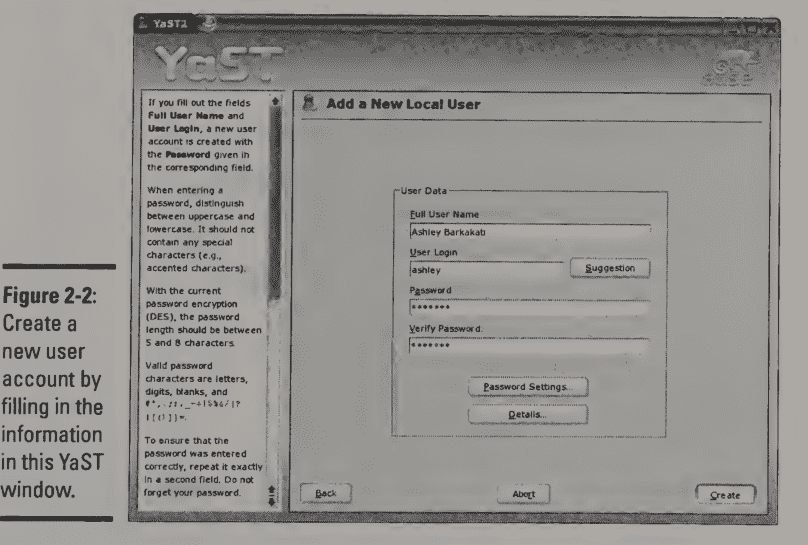 YaST2
YaST
If you fill out the fields
Full User Name and
User Login, a new user
account is created with
the Password given in
the corresponding field.
When entering a
password, distinguish
between uppercase and
lowercase. It should not
contain any special
characters (e.g.,
accented characters).
With the current
password encryption
(DES), the password
length should be between
5 and 8 characters.
Valid password
characters are letters,
digits, blanks, and
To ensure that the
password was entered
correctly, repeat it exactly
in a second field. Do not
forget your password.
Add a New Local User
User Data
Full User Name
Ashley Barkakati
User Login
ashley
Suggestion
Password
*******
Verify Password:
*******
Password Settings...
Details...
Back
Abort
Create
Figure 2-2:
Create a
new user
account by
filling in the
information
in this YaST
window.